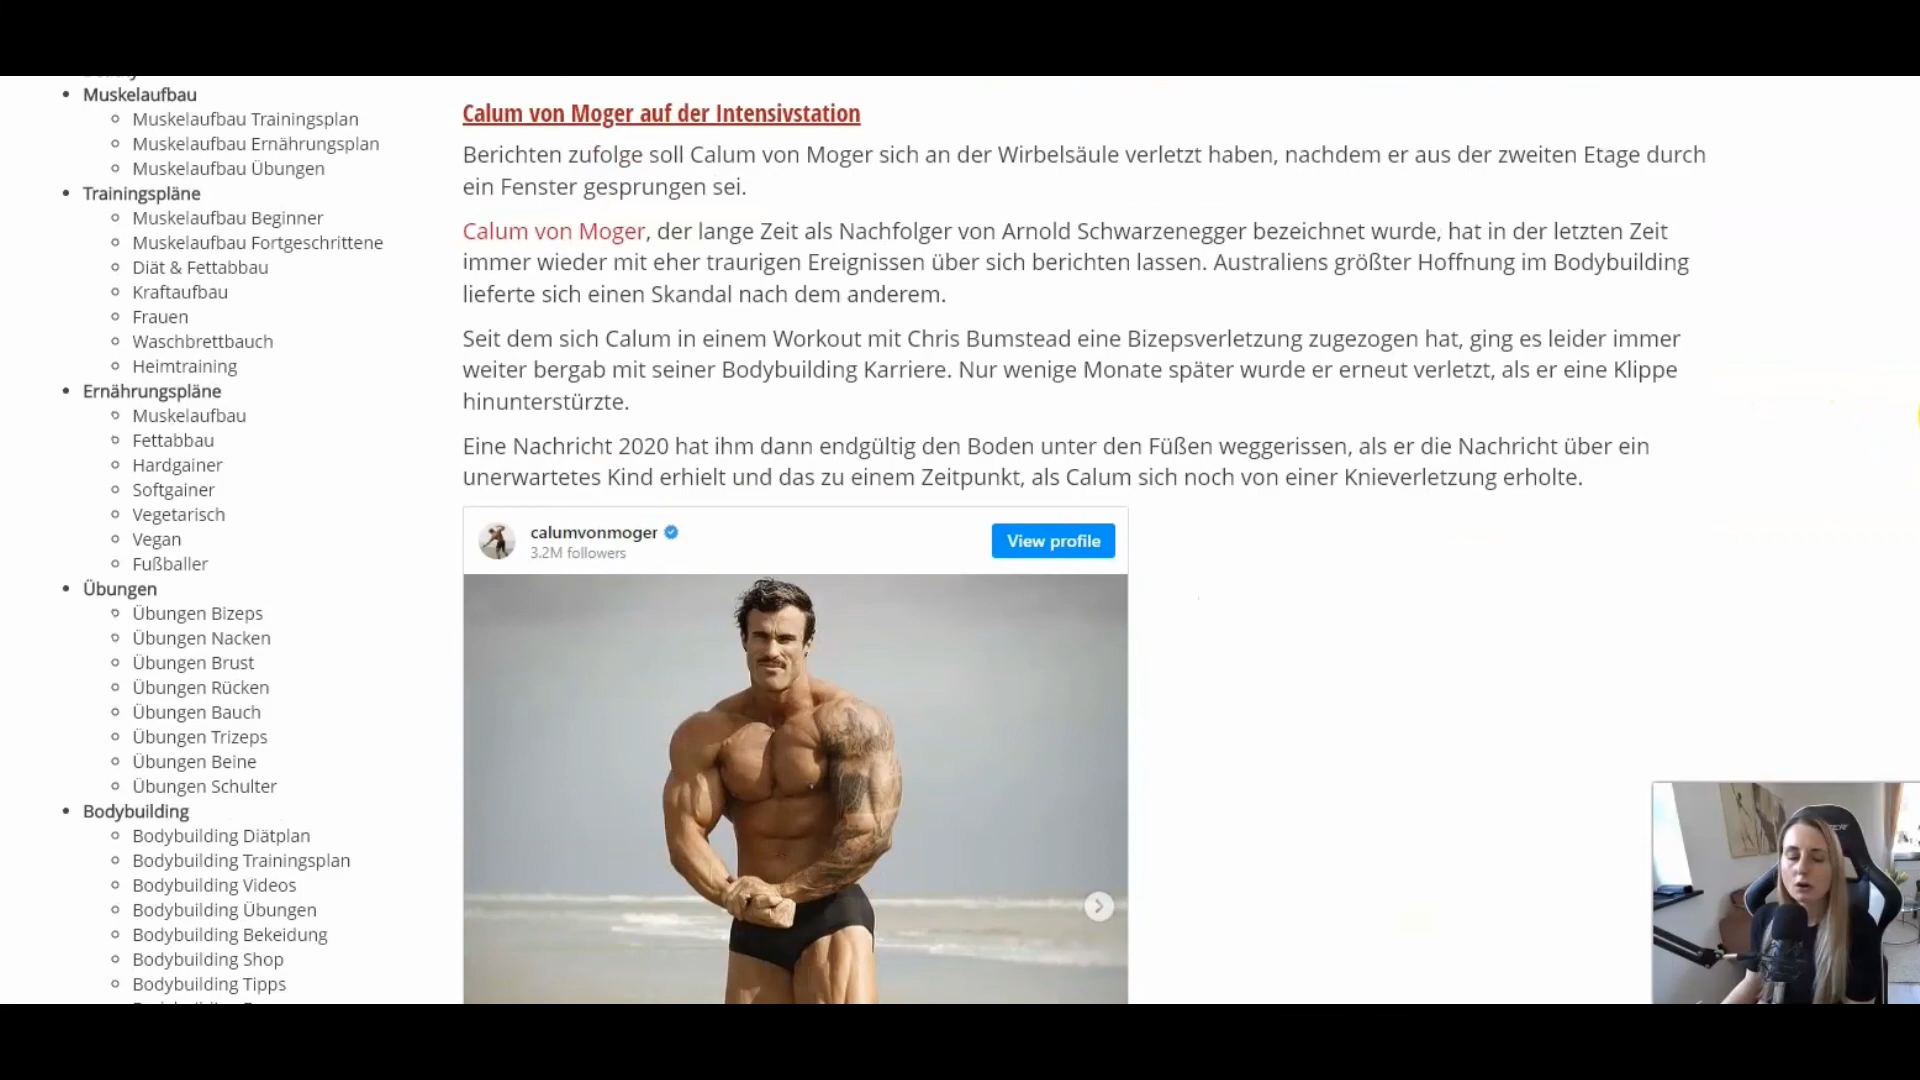 Muskelaufbau
Muskelaufbau Trainingsplan
Muskelaufbau Ernährungsplan
Muskelaufbau Übungen
Trainingspläne
Muskelaufbau Beginner
Muskelaufbau Fortgeschrittene
Diät & Fettabbau
Kraftaufbau
Frauen
Waschbrettbauch
Heimtraining
Ernährungspläne
Muskelaufbau
Fettabbau
Hardgainer
Softgainer
Vegetarisch
Vegan
Fußballer
Übungen
Übungen Bizeps
Übungen Nacken
Übungen Brust
Übungen Rücken
Übungen Bauch
Übungen Trizeps
Übungen Beine
Übungen Schulter
Bodybuilding
Bodybuilding Diätplan
Bodybuilding Trainingsplan
Bodybuilding Videos
Bodybuilding Übungen
Bodybuilding Bekeidung
Bodybuilding Shop
Bodybuilding Tipps
Calum von Moger auf der Intensivstation
Berichten zufolge soll Calum von Moger sich an der Wirbelsäule verletzt haben, nachdem er aus der zweiten Etage durch
ein Fenster gesprungen sei.
Calum von Moger, der lange Zeit als Nachfolger von Arnold Schwarzenegger bezeichnet wurde, hat in der letzten Zeit
immer wieder mit eher traurigen Ereignissen über sich berichten lassen. Australiens größter Hoffnung im Bodybuilding
lieferte sich einen Skandal nach dem anderem.
Seit dem sich Calum in einem Workout mit Chris Bumstead eine Bizepsverletzung zugezogen hat, ging es leider immer
weiter bergab mit seiner Bodybuilding Karriere. Nur wenige Monate später wurde er erneut verletzt, als er eine Klippe
hinunterstürzte.
Eine Nachricht 2020 hat ihm dann endgültig den Boden unter den Füßen weggerissen, als er die Nachricht über ein
unerwartetes Kind erhielt und das zu einem Zeitpunkt, als Calum sich noch von einer Knieverletzung erholte.
calumvonmoger
3.2M followers
View profile